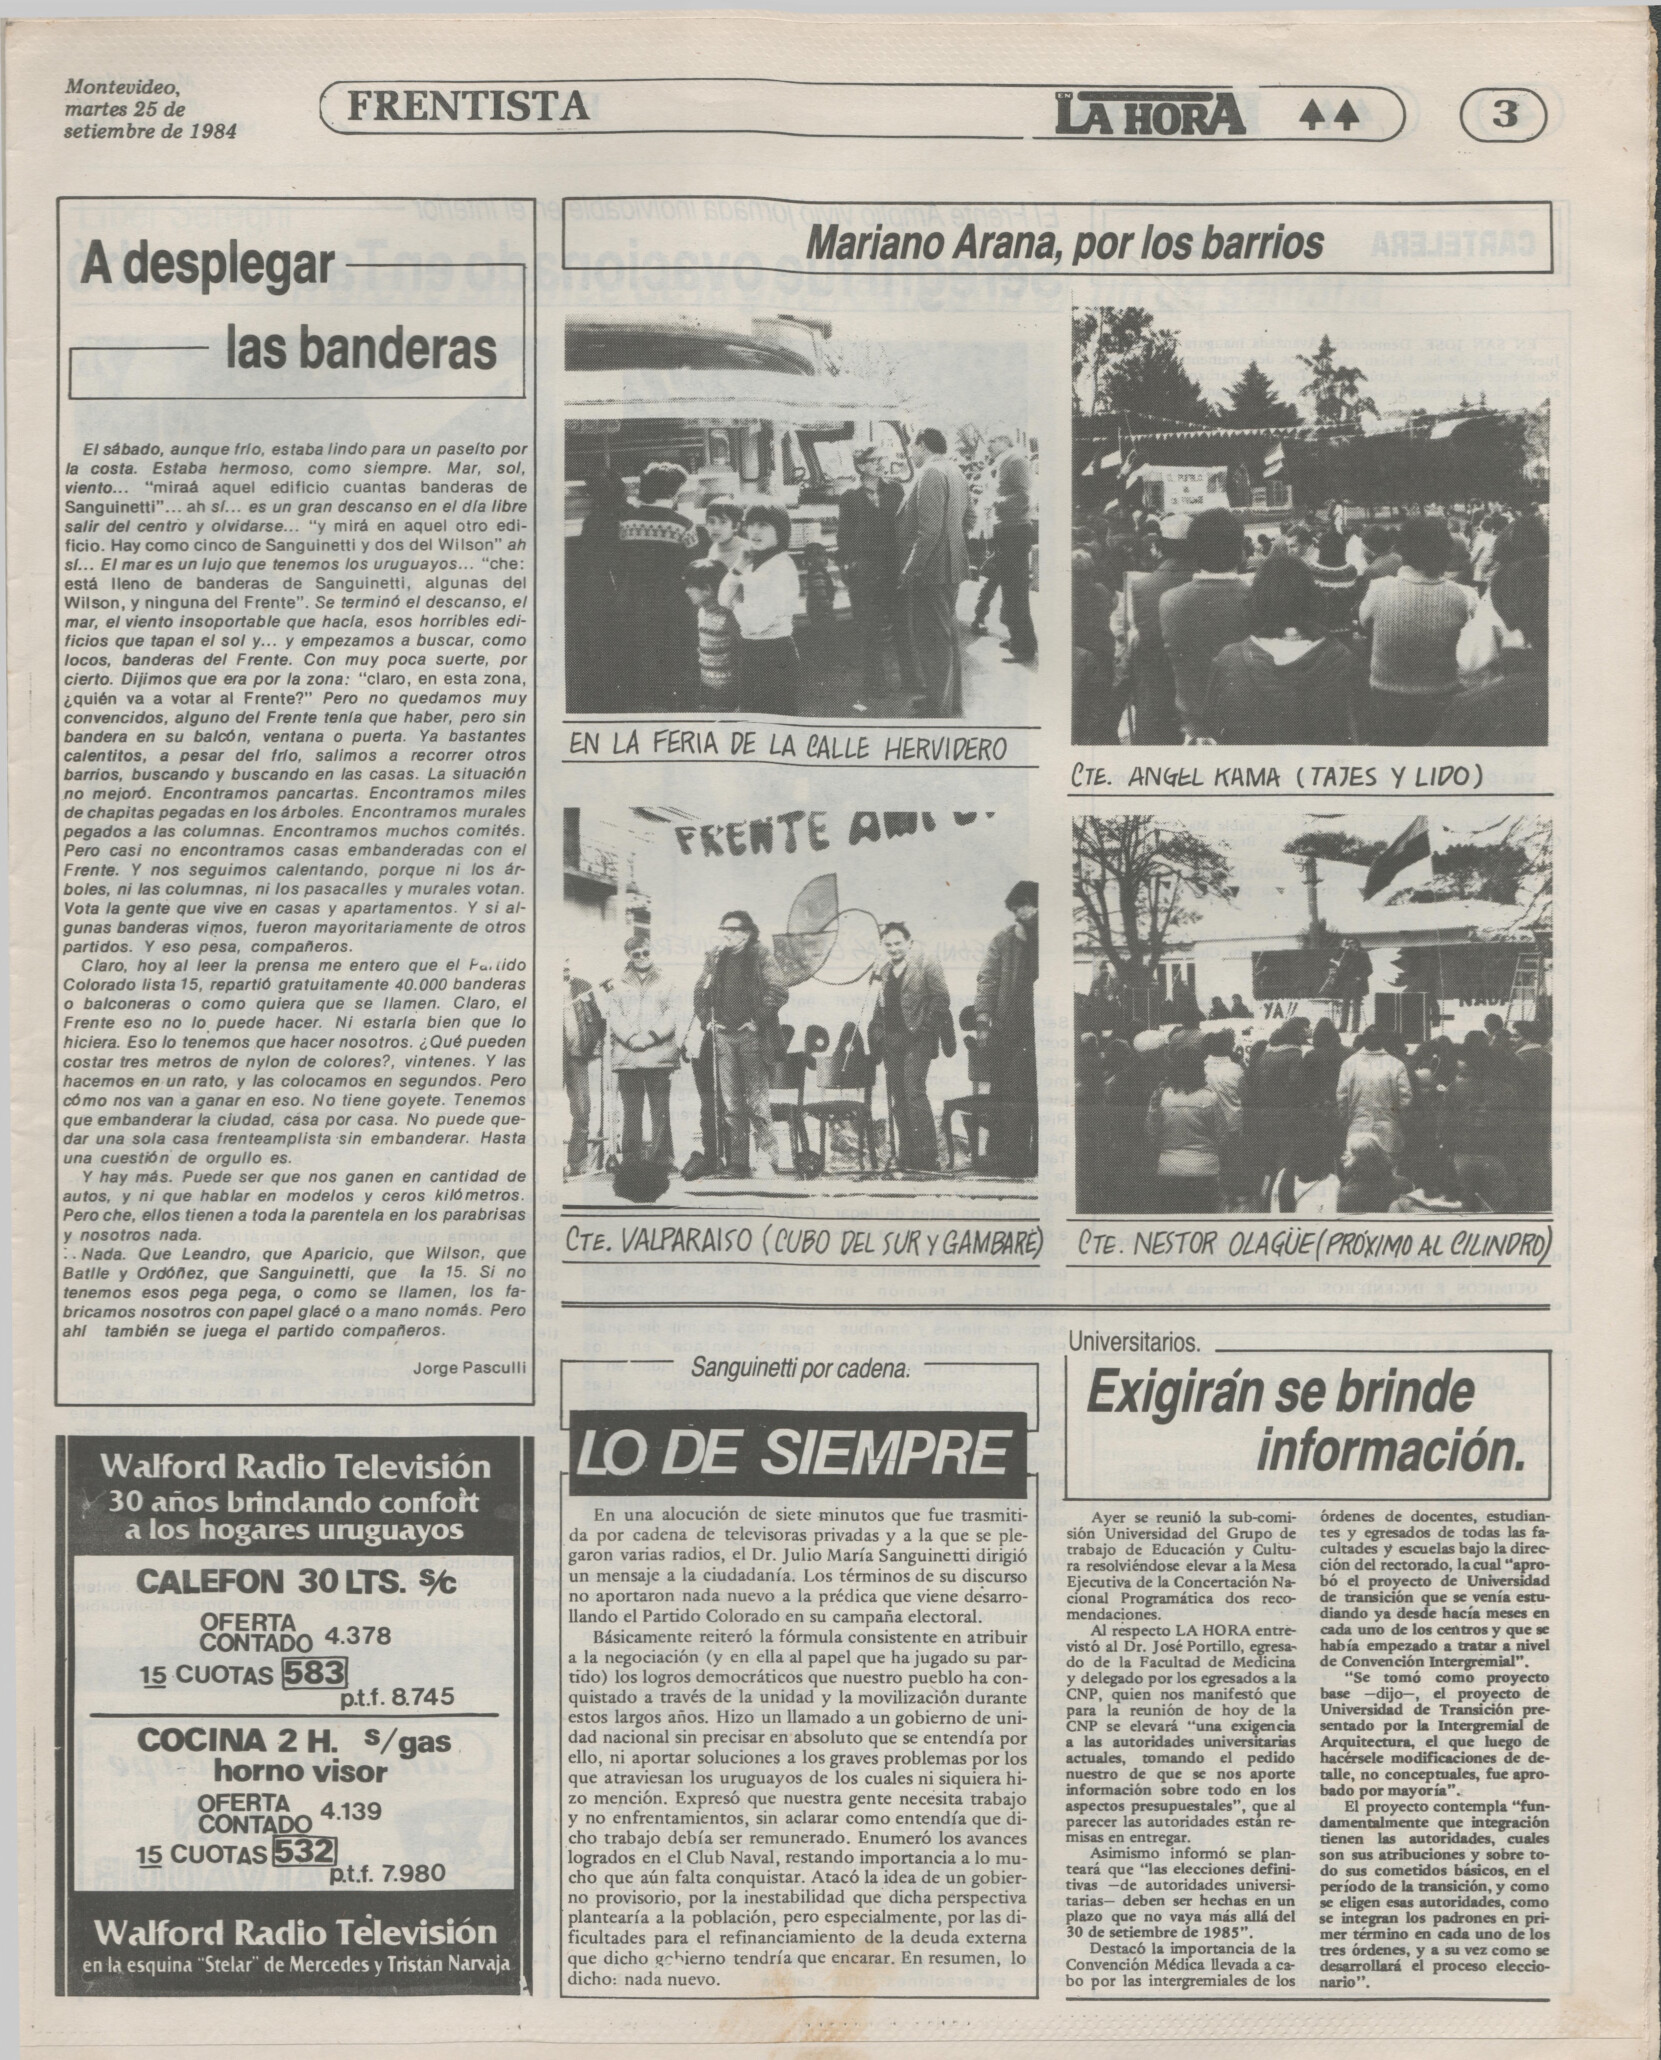 Montevideo,
martes 25 de
setiembre de 1984
FRENTISTA
EN
LA HORA
3
A desplegar
las banderas
El sábado, aunque frío, estaba lindo para un paseíto por
la costa. Estaba hermoso, como siempre. Mar, sol,
viento... "miraá aquel edificio cuantas banderas de
Sanguinetti"... ah sí... es un gran descanso en el día libre
salir del centro y olvidarse... "y mirá en aquel otro edi-
ficio. Hay como cinco de Sanguinetti y dos del Wilson" ah
sí... El mar es un lujo que tenemos los uruguayos... "che:
está lleno de banderas de Sanguinetti, algunas del
Wilson, y ninguna del Frente". Se terminó el descanso, el
mar, el viento insoportable que hacía, esos horribles edi-
ficios que tapan el sol y... y empezamos a buscar, como
locos, banderas del Frente. Con muy poca suerte, por
cierto. Dijimos que era por la zona: "claro, en esta zona,
¿quién va a votar al Frente?" Pero no quedamos muy
convencidos, alguno del Frente tenía que haber, pero sin
bandera en su balcón, ventana o puerta. Ya bastantes
calentitos, a pesar del frío, salimos a recorrer otros
barrios, buscando y buscando en las casas. La situación
no mejoró. Encontramos pancartas. Encontramos miles
de chapitas pegadas en los árboles. Encontramos murales
pegados a las columnas. Encontramos muchos comités.
Pero casi no encontramos casas embanderadas con el
Frente. Y nos seguimos calentando, porque ni los ár-
boles, ni las columnas, ni los pasacalles y murales votan.
Vota la gente que vive en casas y apartamentos. Y si al-
gunas banderas vimos, fueron mayoritariamente de otros
partidos. Y eso pesa, compañeros.
Claro, hoy al leer la prensa me entero que el Partido
Colorado lista 15, repartió gratuitamente 40.000 banderas
o balconeras o como quiera que se llamen. Claro, el
Frente eso no lo puede hacer. Ni estaría bien que lo
hiciera. Eso lo tenemos que hacer nosotros. ¿Qué pueden
costar tres metros de nylon de colores?, vintenes. Y las
hacemos en un rato, y las colocamos en segundos. Pero
cómo nos van a ganar en eso. No tiene goyete. Tenemos
que embanderar la ciudad, casa por casa. No puede que-
dar una sola casa frenteamplista sin embanderar. Hasta
una cuestión de orgullo es.
Y hay más. Puede ser que nos ganen en cantidad de
autos, y ni que hablar en modelos y ceros kilómetros.
Pero che, ellos tienen a toda la parentela en los parabrisas
y nosotros nada.
Nada. Que Leandro, que Aparicio, que Wilson, que
Batlle y Ordóñez, que Sanguinetti, que la 15. Si no
tenemos esos pega pega, o como se llamen, los fa-
bricamos nosotros con papel glacé o a mano nomás. Pero
ahí también se juega el partido compañeros.
Jorge Pasculli
Walford Radio Televisión
30 años brindando confort
a los hogares uruguayos
CALEFON 30 LTS. s/c
OFERTA
CONTADO 4.378
15 CUOTAS 583
p.t.f. 8.745
COCINA 2 H. s/gas
horno visor
OFERTA
CONTADO 4.139
15 CUOTAS 532
p.t.f. 7.980
Walford Radio Televisión
en la esquina "Stelar" de Mercedes y Tristán Narvaja
Mariano Arana, por los barrios
EN LA FERIA DE LA CALLE HERVIDERO
CTE. ANGEL KAMA (TAJES Y LIDO)
FRENTE
CTE. VALPARAISO (CUBO DEL SUR Y GAMBARÉ)
YA!!
CTE. NESTOR OLAGÜE (PRÓXIMO AL CILINDRO)
Sanguinetti por cadena:
LO DE SIEMPRE
En una alocución de siete minutos que fue trasmiti-
da por cadena de televisoras privadas y a la que se ple-
garon varias radios, el Dr. Julio María Sanguinetti dirigió
un mensaje a la ciudadanía. Los términos de su discurso
no aportaron nada nuevo a la prédica que viene desarro-
llando el Partido Colorado en su campaña electoral.
Básicamente reiteró la fórmula consistente en atribuir
a la negociación (y en ella al papel que ha jugado su par-
tido) los logros democráticos que nuestro pueblo ha con-
quistado a través de la unidad y la movilización durante
estos largos años. Hizo un llamado a un gobierno de uni-
dad nacional sin precisar en absoluto que se entendía por
ello, ni aportar soluciones a los graves problemas por los
que atraviesan los uruguayos de los cuales ni siquiera hi-
zo mención. Expresó que nuestra gente necesita trabajo
y no enfrentamientos, sin aclarar como entendía que di-
cho trabajo debía ser remunerado. Enumeró los avances
logrados en el Club Naval, restando importancia a lo mu-
cho que aún falta conquistar. Atacó la idea de un gobier-
no provisorio, por la inestabilidad que dicha perspectiva
plantearía a la población, pero especialmente, por las di-
ficultades para el refinanciamiento de la deuda externa
que dicho gobierno tendría que encarar. En resumen, lo
dicho: nada nuevo.
Universitarios.
Exigirán se brinde
información.
Ayer se reunió la sub-comi-
sión Universidad del Grupo de
trabajo de Educación y Cultu-
ra resolviéndose elevar a la Mesa
Ejecutiva de la Concertación Na-
cional Programática dos reco-
mendaciones.
Al respecto LA HORA entre-
vistó al Dr. José Portillo, egresa-
do de la Facultad de Medicina
y delegado por los egresados a la
CNP, quien nos manifestó que
para la reunión de hoy de la
CNP se elevará "una exigencia
a las autoridades universitarias
actuales, tomando el pedido
nuestro de que se nos aporte
información sobre todo en los
aspectos presupuestales", que al
parecer las autoridades están re-
misas en entregar.
Asimismo informó se plan-
teará que "las elecciones defini-
tivas —de autoridades universi-
tarias— deben ser hechas en un
plazo que no vaya más allá del
30 de setiembre de 1985".
Destacó la importancia de la
Convención Médica llevada a ca-
bo por las intergremiales de los
órdenes de docentes, estudian-
tes y egresados de todas las fa-
cultades y escuelas bajo la direc-
ción del rectorado, la cual "apro-
bó el proyecto de Universidad
de transición que se venía estu-
diando ya desde hacía meses en
cada uno de los centros y que se
había empezado a tratar a nivel
de Convención Intergremial".
"Se tomó como proyecto
base —dijo—, el proyecto de
Universidad de Transición pre-
sentado por la Intergremial de
Arquitectura, el que luego de
hacérsele modificaciones de de-
talle, no conceptuales, fue apro-
bado por mayoría".
El proyecto contempla "fun-
damentalmente que integración
tienen las autoridades, cuales
son sus atribuciones y sobre to-
do sus cometidos básicos, en el
período de la transición, y como
se eligen esas autoridades, como
se integran los padrones en pri-
mer término en cada uno de los
tres órdenes, y a su vez como se
desarrollará el proceso eleccio-
nario".